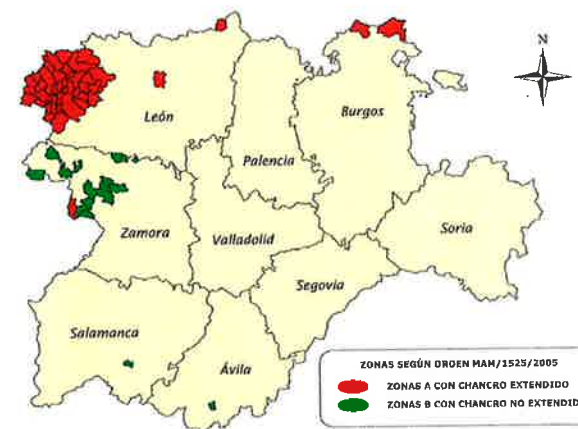 N
León
Burgos
Palencia
Zamora
Valladolid
Soria
Segovia
Salamanca
Ávila
ZONAS SEGÚN ORDEN MAM/1525/2005
ZONAS A CON CHANCRO EXTENDIDO
ZONAS B CON CHANCRO NO EXTENDID